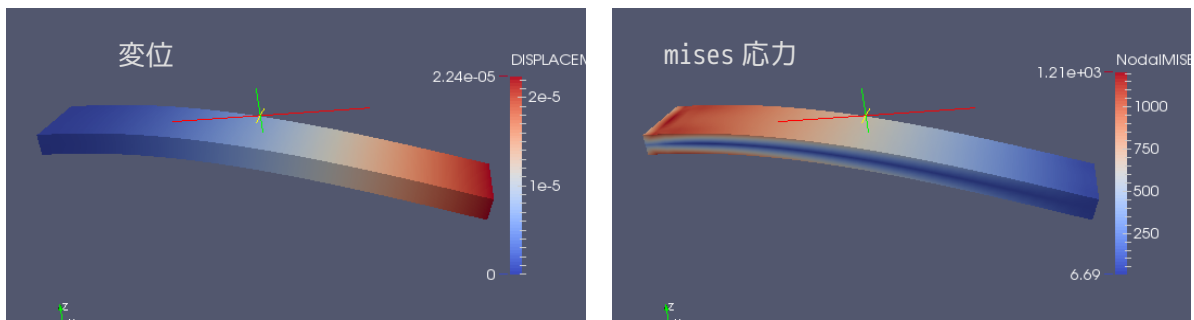 変位
DISPLACEM
2.24e-05
2e-5
1e-5
0
z
mises 応力
NodalMISE
1.21e+03
1000
750
500
250
6.69
z